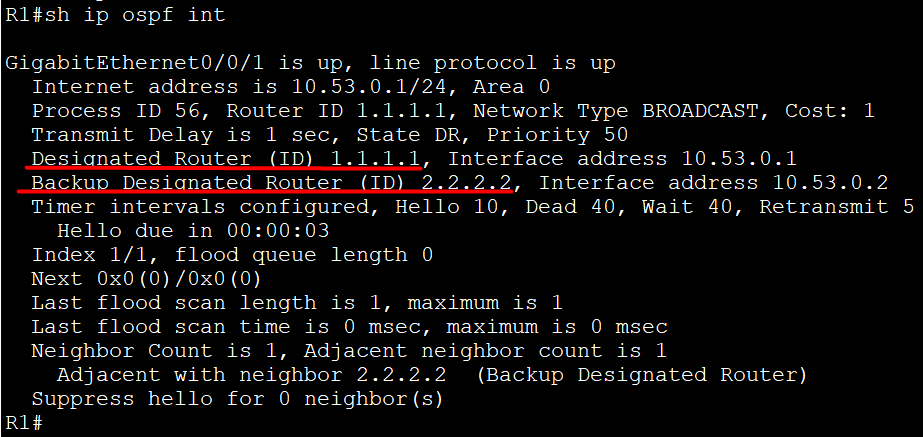 R1#sh ip ospf int
GigabitEthernet0/0/1 is up, line protocol is up
Internet address is 10.53.0.1/24, Area 0
Process ID 56, Router ID 1.1.1.1, Network Type BROADCAST, Cost: 1
Transmit Delay is 1 sec, State DR, Priority 50
Designated Router (ID) 1.1.1.1, Interface address 10.53.0.1
Backup Designated Router (ID) 2.2.2.2, Interface address 10.53.0.2
Timer intervals configured, Hello 10, Dead 40, Wait 40, Retransmit 5
Hello due in 00:00:03
Index 1/1, flood queue length 0
Next 0x0(0)/0x0(0)
Last flood scan length is 1, maximum is 1
Last flood scan time is 0 msec, maximum is 0 msec
Neighbor Count is 1, Adjacent neighbor count is 1
Adjacent with neighbor 2.2.2.2  (Backup Designated Router)
Suppress hello for 0 neighbor(s)
R1#